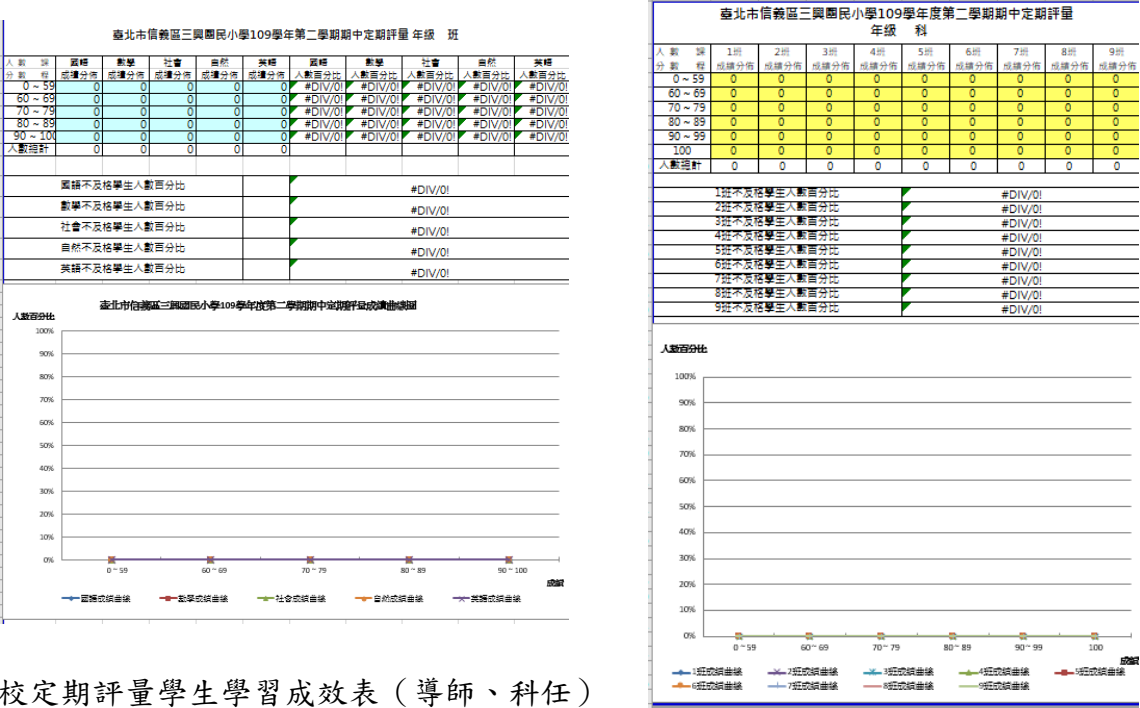 臺北市信義區三興國民小學109學年第二學期期中定期評量 年級 班
人 數 課 國語 數學 社會 自然 英語 國語 數學 社會 自然 英語
分 數 程 成績分佈 成績分佈 成績分佈 成績分佈 成績分佈 人數百分比 人數百分比 人數百分比 人數百分比 人數百分比
0 ~ 59 0 0 0 0 0 #DIV/0! #DIV/0! #DIV/0! #DIV/0! #DIV/0!
60 ~ 69 0 0 0 0 0 #DIV/0! #DIV/0! #DIV/0! #DIV/0! #DIV/0!
70 ~ 79 0 0 0 0 0 #DIV/0! #DIV/0! #DIV/0! #DIV/0! #DIV/0!
80 ~ 89 0 0 0 0 0 #DIV/0! #DIV/0! #DIV/0! #DIV/0! #DIV/0!
90 ~ 100 0 0 0 0 0 #DIV/0! #DIV/0! #DIV/0! #DIV/0! #DIV/0!
人數總計 0 0 0 0 0
國語不及格學生人數百分比 #DIV/0!
數學不及格學生人數百分比 #DIV/0!
社會不及格學生人數百分比 #DIV/0!
自然不及格學生人數百分比 #DIV/0!
英語不及格學生人數百分比 #DIV/0!
臺北市信義區三興國民小學109學年度第二學期期中定期評量成績曲線圖
人數百分比
100%
90%
80%
70%
60%
50%
40%
30%
20%
10%
0%
0 ~ 59 60 ~ 69 70 ~ 79 80 ~ 89 90 ~ 100
成績
國語成績曲線 數學成績曲線 社會成績曲線 自然成績曲線 英語成績曲線
校定期評量學生學習成效表（導師、科任）
臺北市信義區三興國民小學109學年度第二學期期中定期評量
年級 科
人 數 課 1班 2班 3班 4班 5班 6班 7班 8班 9班
分 數 程 成績分佈 成績分佈 成績分佈 成績分佈 成績分佈 成績分佈 成績分佈 成績分佈 成績分佈
0 ~ 59 0 0 0 0 0 0 0 0 0
60 ~ 69 0 0 0 0 0 0 0 0 0
70 ~ 79 0 0 0 0 0 0 0 0 0
80 ~ 89 0 0 0 0 0 0 0 0 0
90 ~ 99 0 0 0 0 0 0 0 0 0
100 0 0 0 0 0 0 0 0 0
人數總計 0 0 0 0 0 0 0 0 0
1班不及格學生人數百分比 #DIV/0!
2班不及格學生人數百分比 #DIV/0!
3班不及格學生人數百分比 #DIV/0!
4班不及格學生人數百分比 #DIV/0!
5班不及格學生人數百分比 #DIV/0!
6班不及格學生人數百分比 #DIV/0!
7班不及格學生人數百分比 #DIV/0!
8班不及格學生人數百分比 #DIV/0!
9班不及格學生人數百分比 #DIV/0!
人數百分比
100%
90%
80%
70%
60%
50%
40%
30%
20%
10%
0%
0 ~ 59 60 ~ 69 70 ~ 79 80 ~ 89 90 ~ 99 100
成績
1班成績曲線 2班成績曲線 3班成績曲線 4班成績曲線 5班成績曲線
6班成績曲線 7班成績曲線 8班成績曲線 9班成績曲線